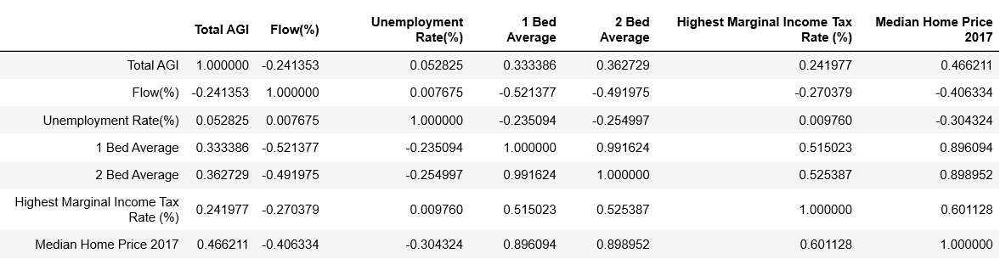 Total AGI Flow(%) Unemployment Rate(%) 1 Bed Average 2 Bed Average Highest Marginal Income Tax Rate (%) Median Home Price 2017
Total AGI 1.000000 -0.241353 0.052825 0.333386 0.362729 0.241977 0.466211
Flow(%) -0.241353 1.000000 0.007675 -0.521377 -0.491975 -0.270379 -0.406334
Unemployment Rate(%) 0.052825 0.007675 1.000000 -0.235094 -0.254997 0.009760 -0.304324
1 Bed Average 0.333386 -0.521377 -0.235094 1.000000 0.991624 0.515023 0.896094
2 Bed Average 0.362729 -0.491975 -0.254997 0.991624 1.000000 0.525387 0.898952
Highest Marginal Income Tax
Rate (%) 0.241977 -0.270379 0.009760 0.515023 0.525387 1.000000 0.601128
Median Home Price 2017 0.466211 -0.406334 -0.304324 0.896094 0.898952 0.601128 1.000000